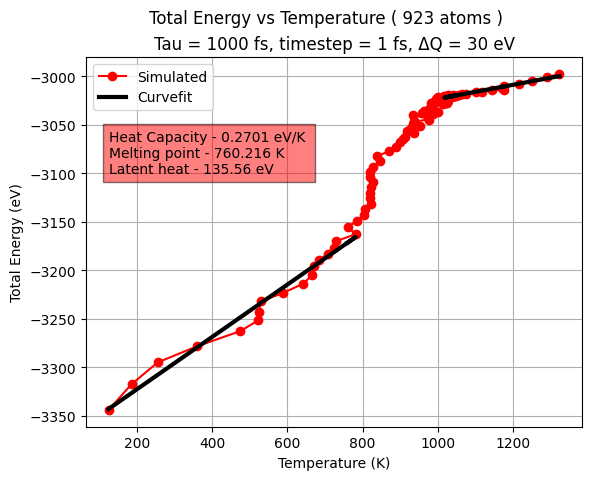 Total Energy vs Temperature ( 923 atoms )
Tau = 1000 fs, timestep = 1 fs, ΔQ = 30 eV
Simulated
Curvefit
Heat Capacity - 0.2701 eV/K
Melting point - 760.216 K
Latent heat - 135.56 eV
Total Energy (eV)
−3000
−3050
−3100
−3150
−3200
−3250
−3300
−3350
200 400 600 800 1000 1200
Temperature (K)